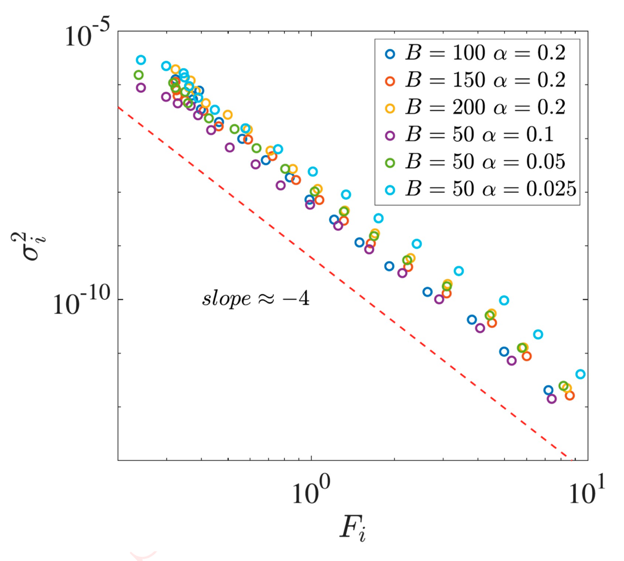 10^-5
B = 100 α = 0.2
B = 150 α = 0.2
B = 200 α = 0.2
B = 50 α = 0.1
B = 50 α = 0.05
B = 50 α = 0.025
σ_i^2
10^-10
slope ≈ −4
10^0
10^1
F_i